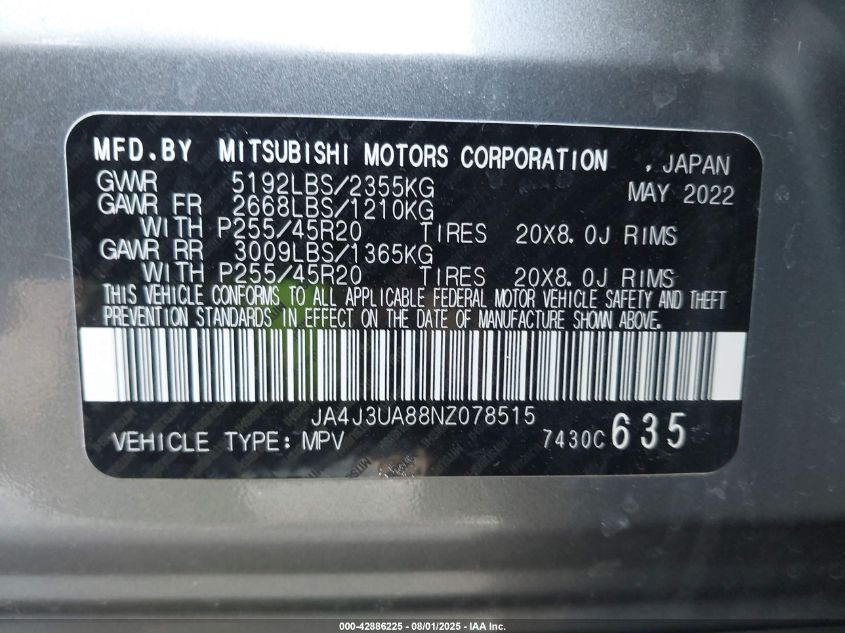 MFD.BY MITSUBISHI MOTORS CORPORATION , JAPAN
GVWR 5192LBS/2355KG MAY 2022
GAWR FR 2668LBS/1210KG
WITH P255/45R20 TIRES 20X8.0J RIMS
GAWR RR 3009LBS/1365KG
WITH P255/45R20 TIRES 20X8.0J RIMS
THIS VEHICLE CONFORMS TO ALL APPLICABLE FEDERAL MOTOR VEHICLE SAFETY AND THEFT
PREVENTION STANDARDS IN EFFECT ON THE DATE OF MANUFACTURE SHOWN ABOVE.
JA4J3UA88NZ078515
VEHICLE TYPE: MPV 7430C 635
000-42886225 - 08/01/2025 - IAA Inc.